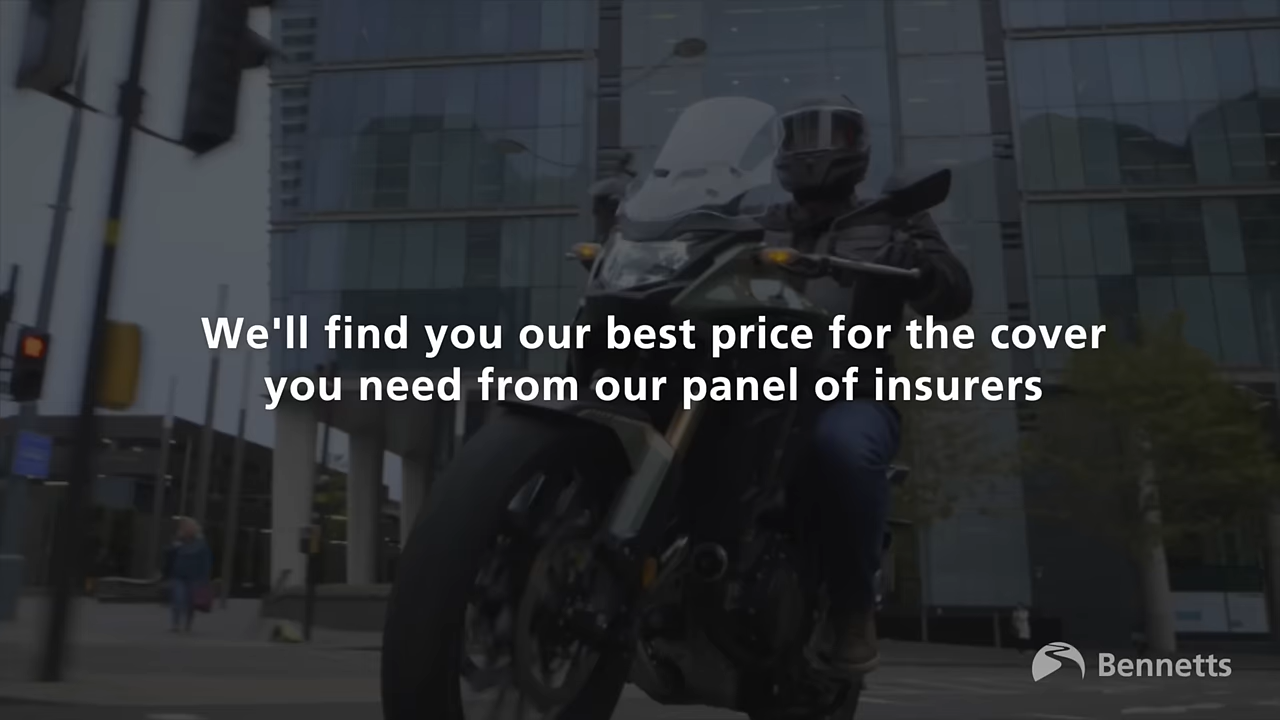 We'll find you our best price for the cover
you need from our panel of insurers
Bennetts